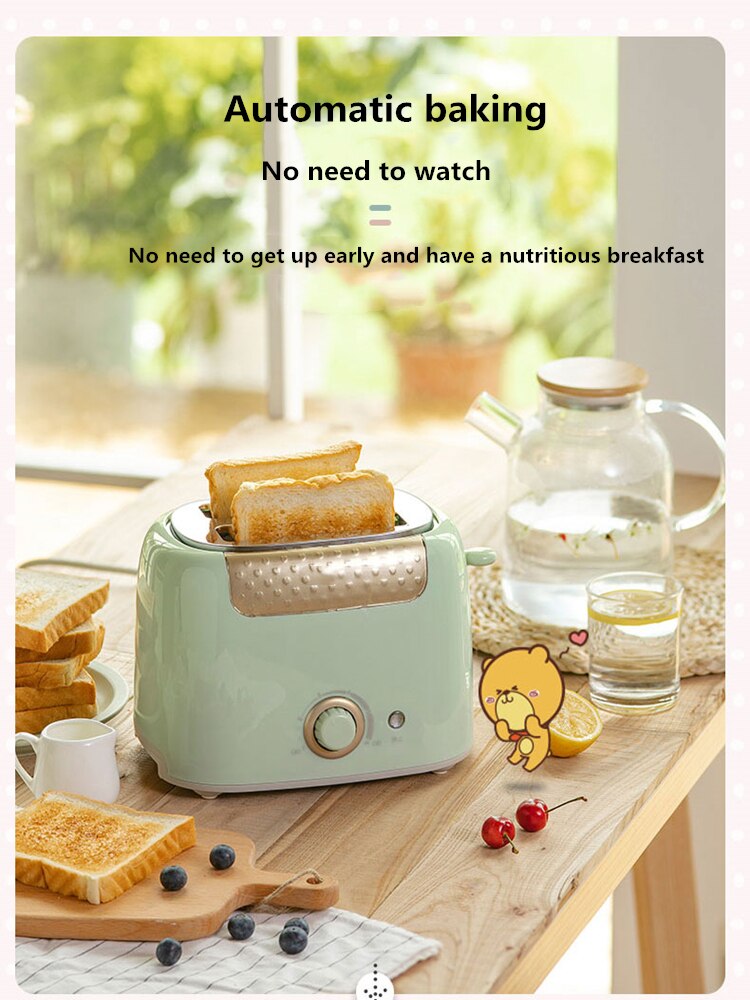 Automatic baking
No need to watch
No need to get up early and have a nutritious breakfast